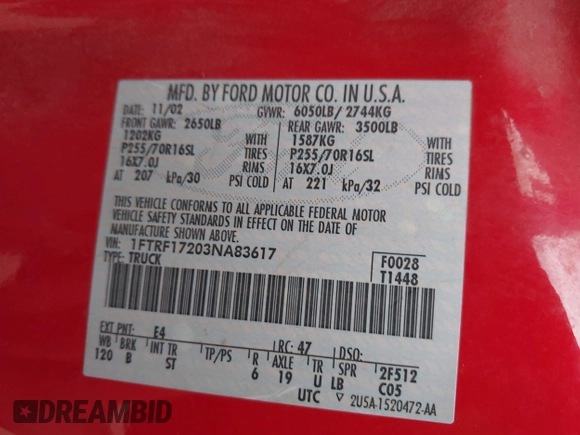 MFD. BY FORD MOTOR CO. IN U.S.A.
DATE: 11/02 GVWR: 6050LB/ 2744KG
FRONT GAWR: 2650LB REAR GAWR: 3500LB
1202KG WITH 1587KG WITH
P255/70R16SL TIRES P255/70R16SL TIRES
16X7.0J RIMS 16X7.0J RIMS
AT 207 kPa/30 PSI COLD AT 221 kPa/32 PSI COLD
THIS VEHICLE CONFORMS TO ALL APPLICABLE FEDERAL MOTOR
VEHICLE SAFETY STANDARDS IN EFFECT ON THE DATE OF
MANUFACTURE SHOWN ABOVE.
VIN: 1FTRF17203NA83617 F0028
TYPE: TRUCK T1448
EXT PNT: E4 RC: 47 DSO:
WB BRK INT TR TP/PS R AXLE TR SPR 2F512
120 B ST 6 19 U LB C05
UTC ▽ 2U5A-1520472-AA
DREAMBID